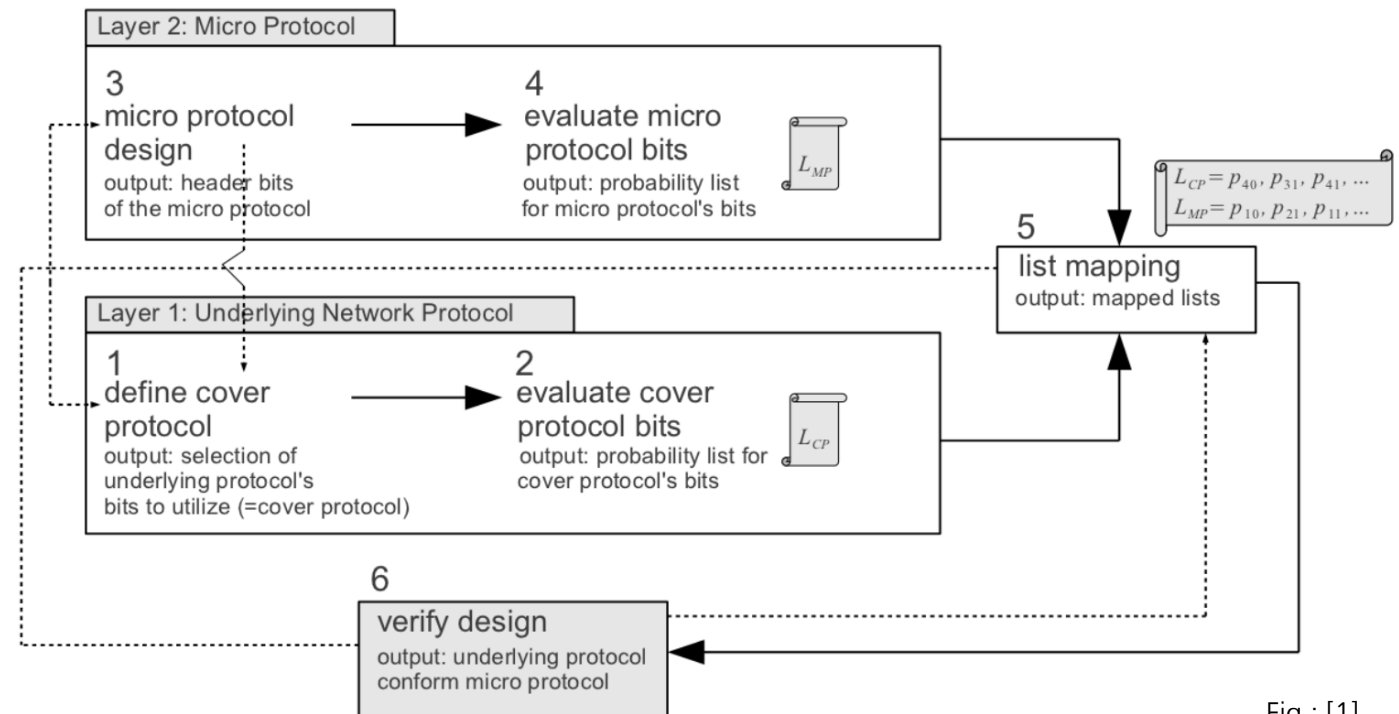 Layer 2: Micro Protocol
3
micro protocol
design
output: header bits
of the micro protocol
4
evaluate micro
protocol bits
output: probability list
for micro protocol's bits
L_MP
L_CP = p_40, p_31, p_41, ...
L_MP = p_10, p_21, p_11, ...
5
list mapping
output: mapped lists
Layer 1: Underlying Network Protocol
1
define cover
protocol
output: selection of
underlying protocol's
bits to utilize (=cover protocol)
2
evaluate cover
protocol bits
output: probability list for
cover protocol's bits
L_CP
6
verify design
output: underlying protocol
conform micro protocol
Fig.: [1]